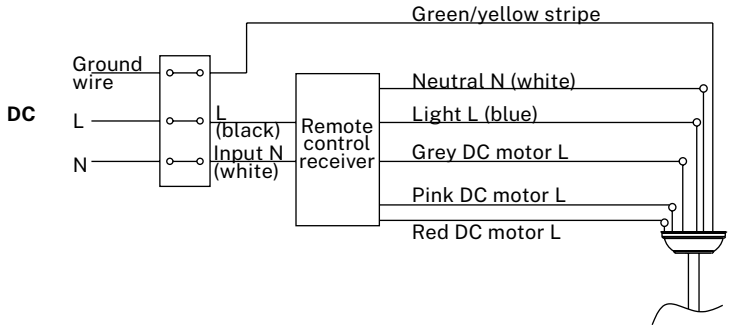 Green/yellow stripe
Ground
wire
Neutral N (white)
DC
L
L
(black)
Light L (blue)
Remote
control
receiver
N
Input N
(white)
Grey DC motor L
Pink DC motor L
Red DC motor L